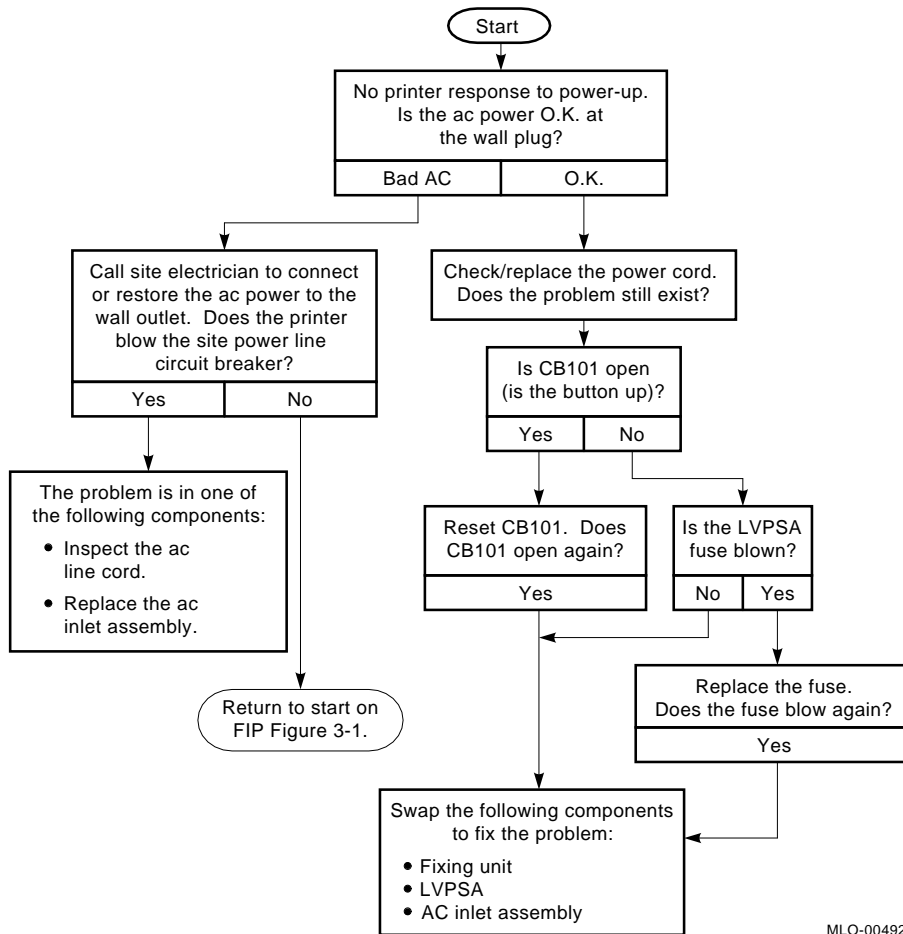 Start
No printer response to power-up.
Is the ac power O.K. at
the wall plug?
Bad AC
O.K.
Call site electrician to connect
or restore the ac power to the
wall outlet. Does the printer
blow the site power line
circuit breaker?
Yes
No
Check/replace the power cord.
Does the problem still exist?
Is CB101 open
(is the button up)?
Yes
No
The problem is in one of
the following components:
• Inspect the ac
line cord.
• Replace the ac
inlet assembly.
Reset CB101. Does
CB101 open again?
Yes
Is the LVPSA
fuse blown?
No
Yes
Return to start on
FIP Figure 3-1.
Replace the fuse.
Does the fuse blow again?
Yes
Swap the following components
to fix the problem:
• Fixing unit
• LVPSA
• AC inlet assembly